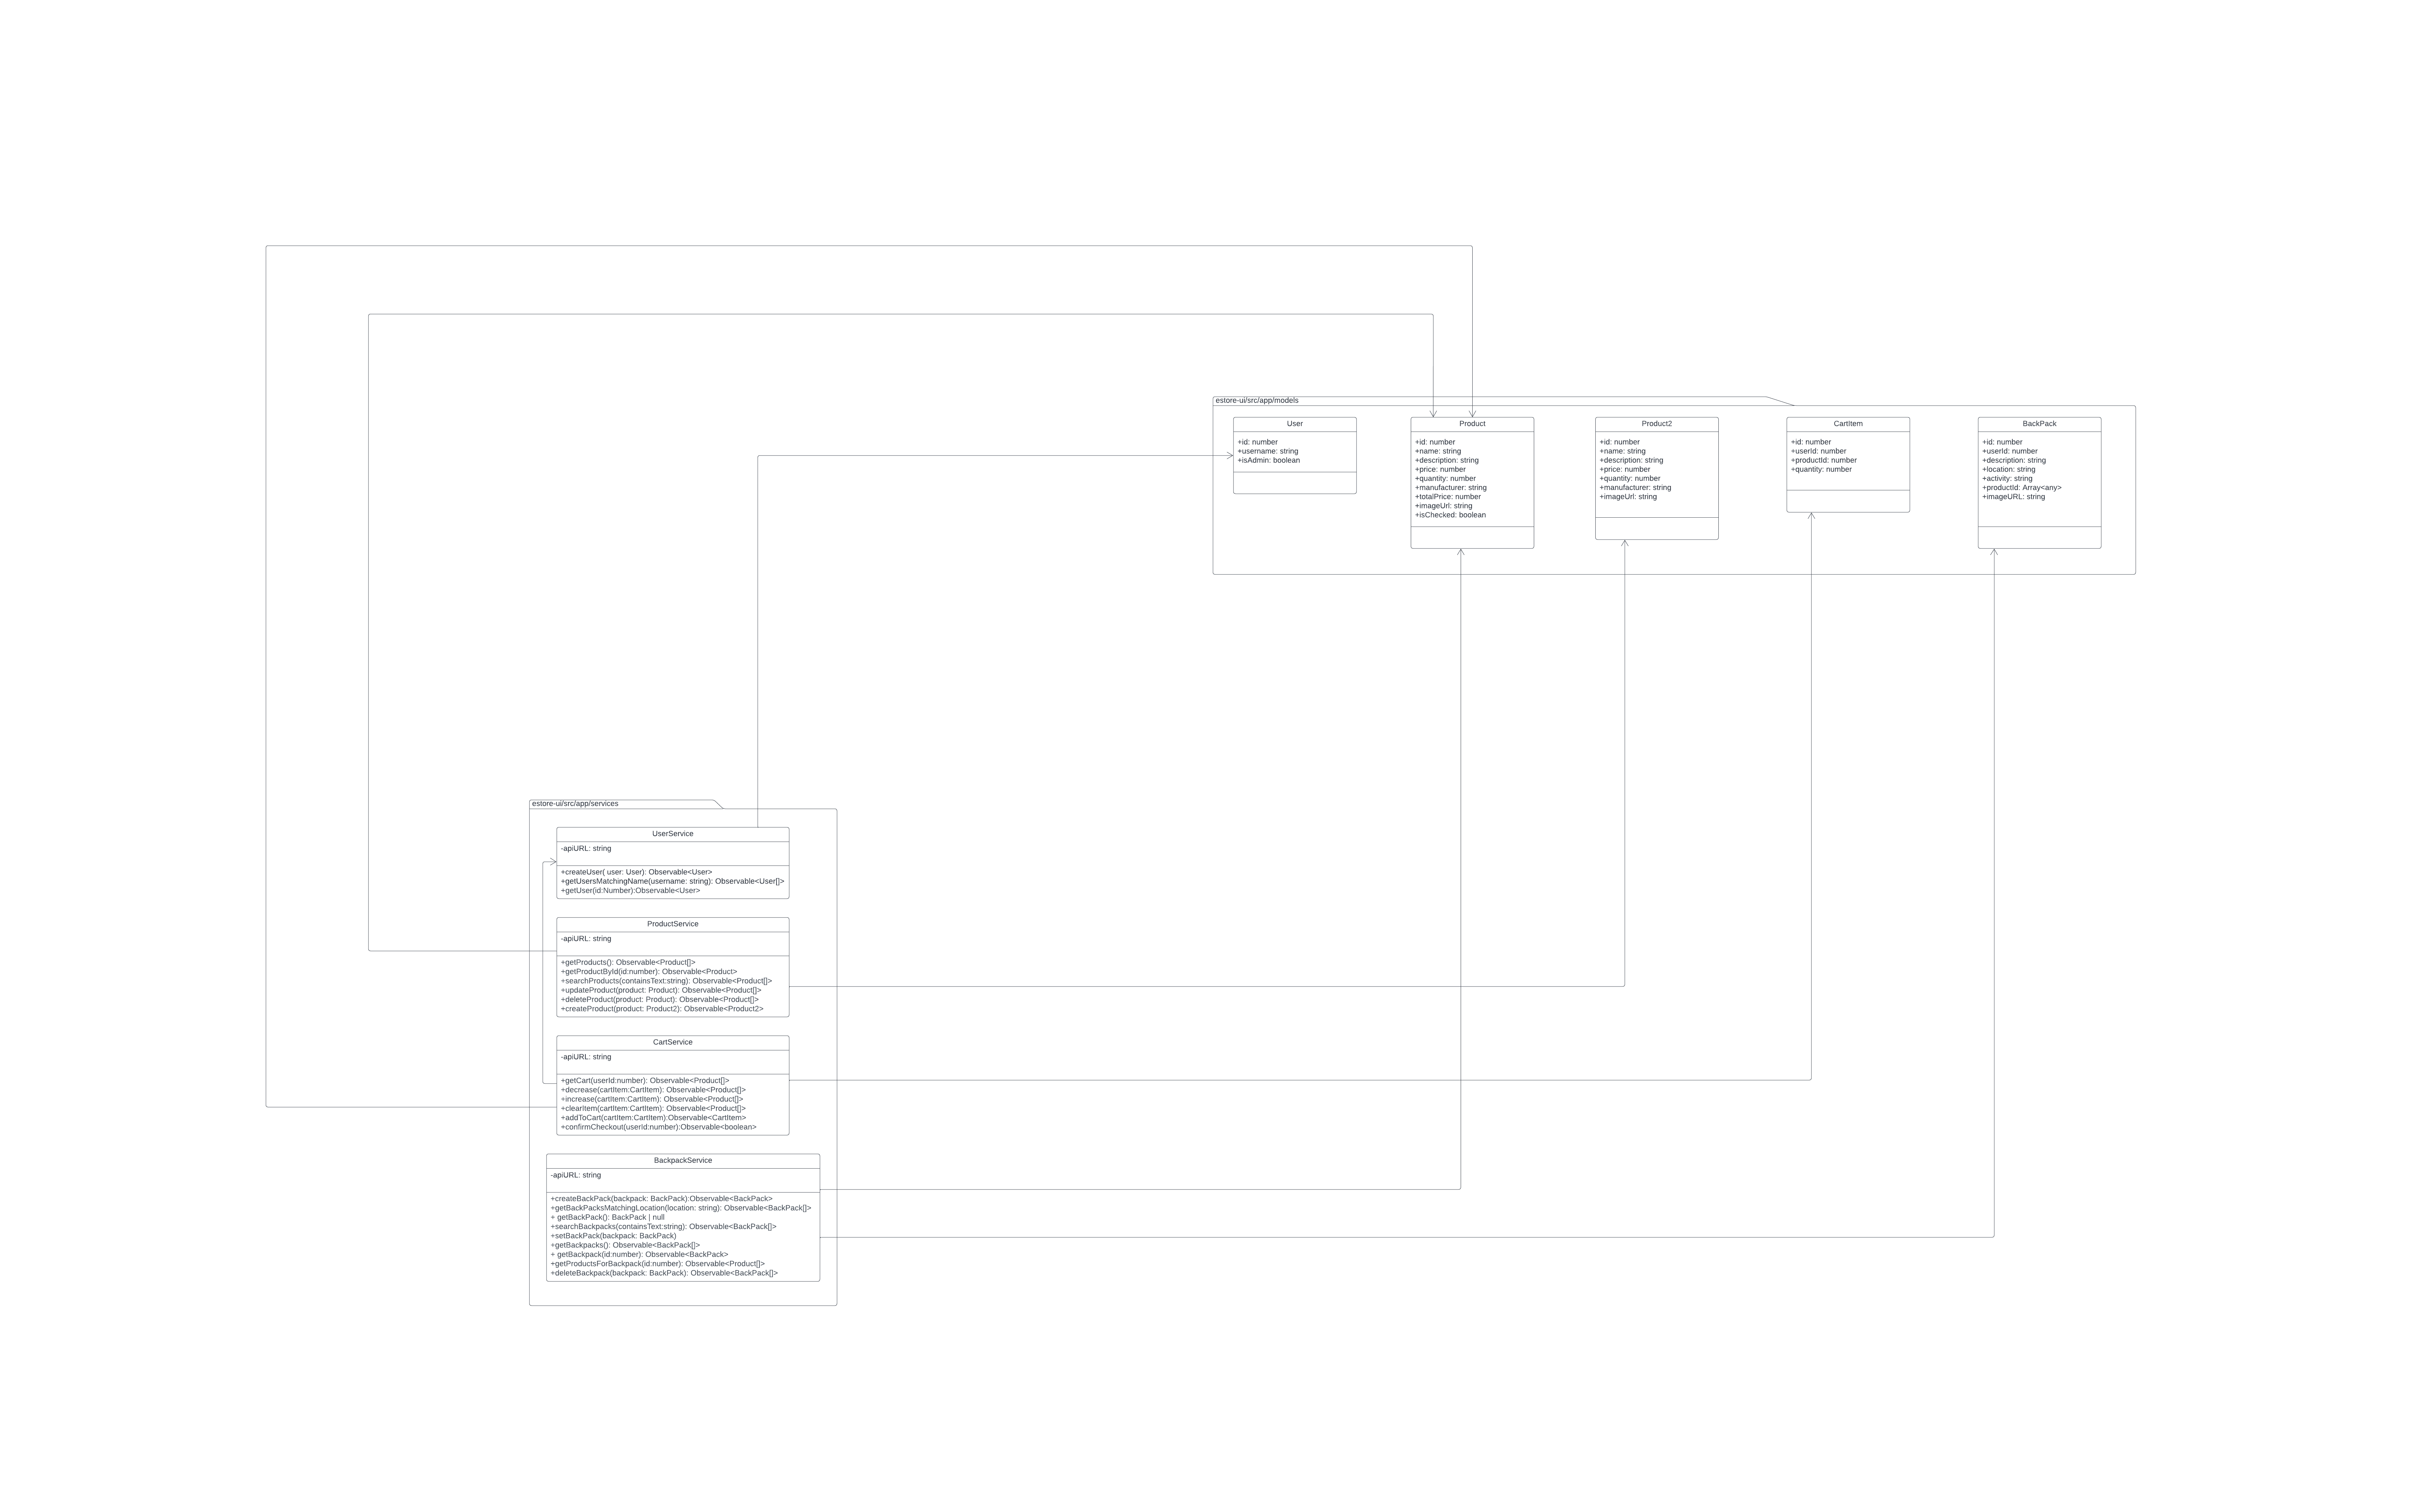 estore-ui/src/app/models
User
+id: number
+username: string
+isAdmin: boolean
Product
+id: number
+name: string
+description: string
+price: number
+quantity: number
+manufacturer: string
+totalPrice: number
+imageUrl: string
+isChecked: boolean
Product2
+id: number
+name: string
+description: string
+price: number
+quantity: number
+manufacturer: string
+imageUrl: string
CartItem
+id: number
+userId: number
+productId: number
+quantity: number
BackPack
+id: number
+userId: number
+description: string
+location: string
+activity: string
+productId: Array<any>
+imageURL: string
estore-ui/src/app/services
UserService
-apiURL: string
+createUser( user: User): Observable<User>
+getUsersMatchingName(username: string): Observable<User[]>
+getUser(id:Number):Observable<User>
ProductService
-apiURL: string
+getProducts(): Observable<Product[]>
+getProductById(id:number): Observable<Product>
+searchProducts(containsText:string): Observable<Product[]>
+updateProduct(product: Product): Observable<Product[]>
+deleteProduct(product: Product): Observable<Product[]>
+createProduct(product: Product2): Observable<Product2>
CartService
-apiURL: string
+getCart(userId:number): Observable<Product[]>
+decrease(cartItem:CartItem): Observable<Product[]>
+increase(cartItem:CartItem): Observable<Product[]>
+clearItem(cartItem:CartItem): Observable<Product[]>
+addToCart(cartItem:CartItem):Observable<CartItem>
+confirmCheckout(userId:number):Observable<boolean>
BackpackService
-apiURL: string
+createBackPack(backpack: BackPack):Observable<BackPack>
+getBackPacksMatchingLocation(location: string): Observable<BackPack[]>
+ getBackPack(): BackPack | null
+searchBackpacks(containsText:string): Observable<BackPack[]>
+setBackPack(backpack: BackPack)
+getBackpacks(): Observable<BackPack[]>
+ getBackpack(id:number): Observable<BackPack>
+getProductsForBackpack(id:number): Observable<Product[]>
+deleteBackpack(backpack: BackPack): Observable<BackPack[]>